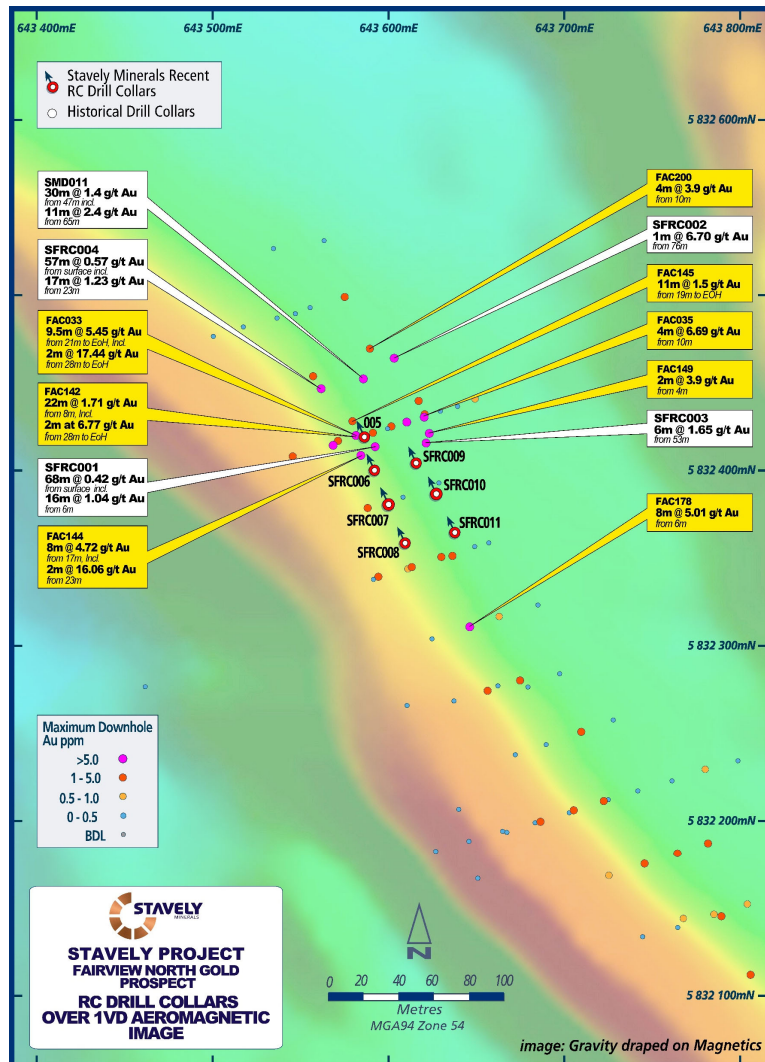 643 400mE
643 500mE
643 600mE
643 700mE
643 800mE
Stavely Minerals Recent
RC Drill Collars
Historical Drill Collars
5 832 600mN
SMD011
30m @ 1.4 g/t Au
from 47m incl.
11m @ 2.4 g/t Au
from 65m
SFRC004
57m @ 0.57 g/t Au
from surface incl.
17m @ 1.23 g/t Au
from 23m
FAC033
9.5m @ 5.45 g/t Au
from 21m to EoH, Incl.
2m @ 17.44 g/t Au
from 28m to EoH
FAC142
22m @ 1.71 g/t Au
from 8m, Incl.
2m at 6.77 g/t Au
from 28m to EoH
SFRC001
68m @ 0.42 g/t Au
from surface incl.
16m @ 1.04 g/t Au
from 6m
FAC144
8m @ 4.72 g/t Au
from 17m, Incl.
2m @ 16.06 g/t Au
from 23m
FAC200
4m @ 3.9 g/t Au
from 10m
SFRC002
1m @ 6.70 g/t Au
from 76m
FAC145
11m @ 1.5 g/t Au
from 19m to EOH
FAC035
4m @ 6.69 g/t Au
from 10m
FAC149
2m @ 3.9 g/t Au
from 4m
SFRC003
6m @ 1.65 g/t Au
from 53m
005
SFRC009
5 832 400mN
SFRC006
SFRC010
SFRC007
SFRC011
SFRC008
FAC178
8m @ 5.01 g/t Au
from 6m
5 832 300mN
Maximum Downhole
Au ppm
>5.0
1 - 5.0
0.5 - 1.0
0 - 0.5
BDL
5 832 200mN
STAVELY
MINERALS
STAVELY PROJECT
FAIRVIEW NORTH GOLD
PROSPECT
RC DRILL COLLARS
OVER 1VD AEROMAGNETIC
IMAGE
N
0 20 40 60 80 100
Metres
MGA94 Zone 54
5 832 100mN
image: Gravity draped on Magnetics